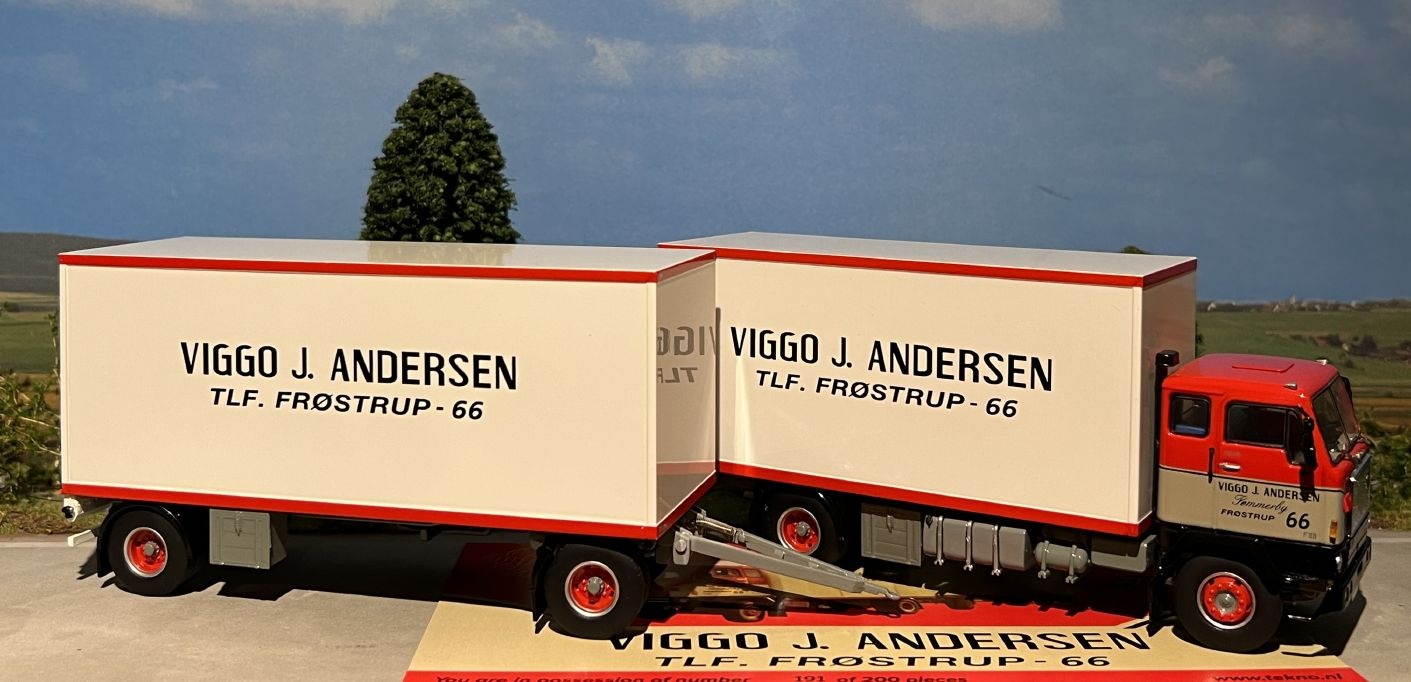 VIGGO J. ANDERSEN
TLF. FRØSTRUP - 66
VIGGO J. ANDERSEN
TLF. FRØSTRUP - 66
VIGGO J. ANDERSEN
Tømmerby
FRØSTRUP 66
VIGGO J. ANDERSEN
TLF. FRØSTRUP - 66
You are in possession of number 191 of 200 pieces
www.tekno.nl